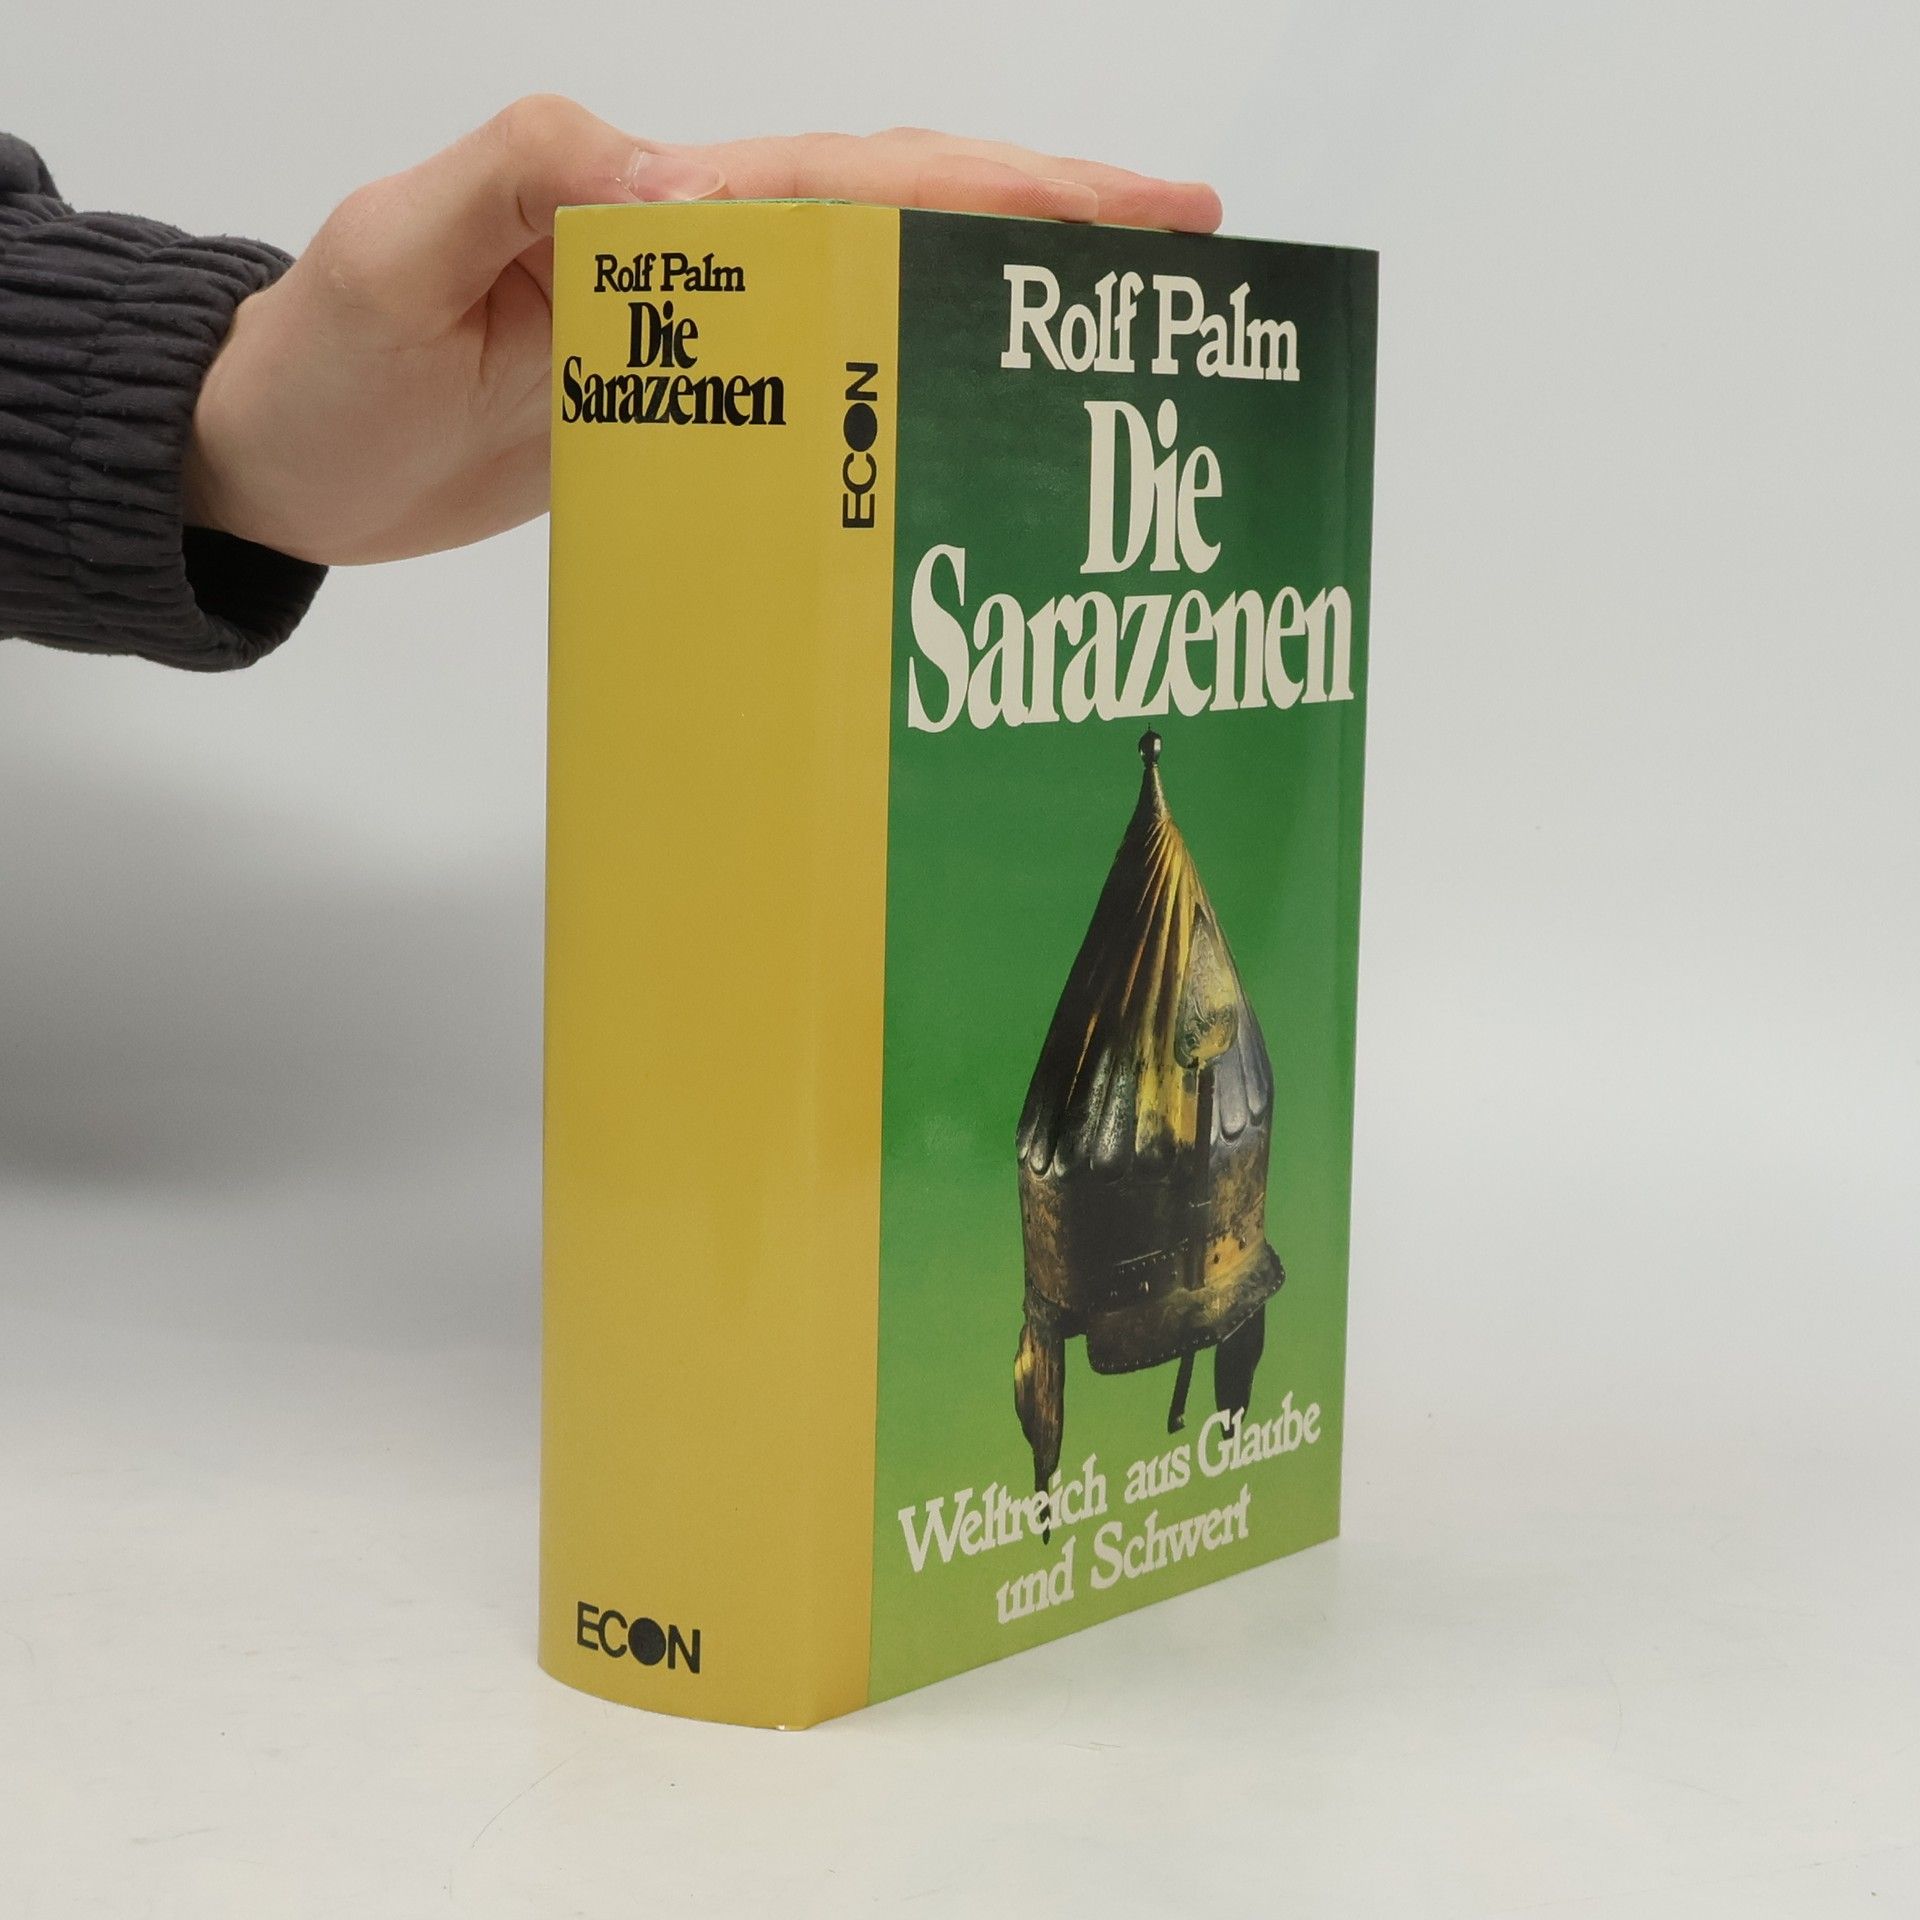 Rolf Palm
Die
Sarazenen
ECON
ECON
Rolf Palm
Die
Sarazenen
Weltreich aus Glaube
und Schwert